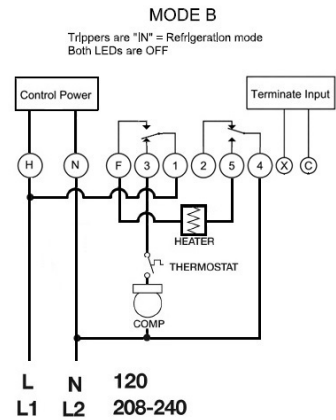 MODE B
Trippers are "IN" = Refrigeration mode
Both LEDs are OFF
Control Power
Terminate Input
H N F 3 1 2 5 4 X C
HEATER
THERMOSTAT
COMP
L N 120
L1 L2 208-240